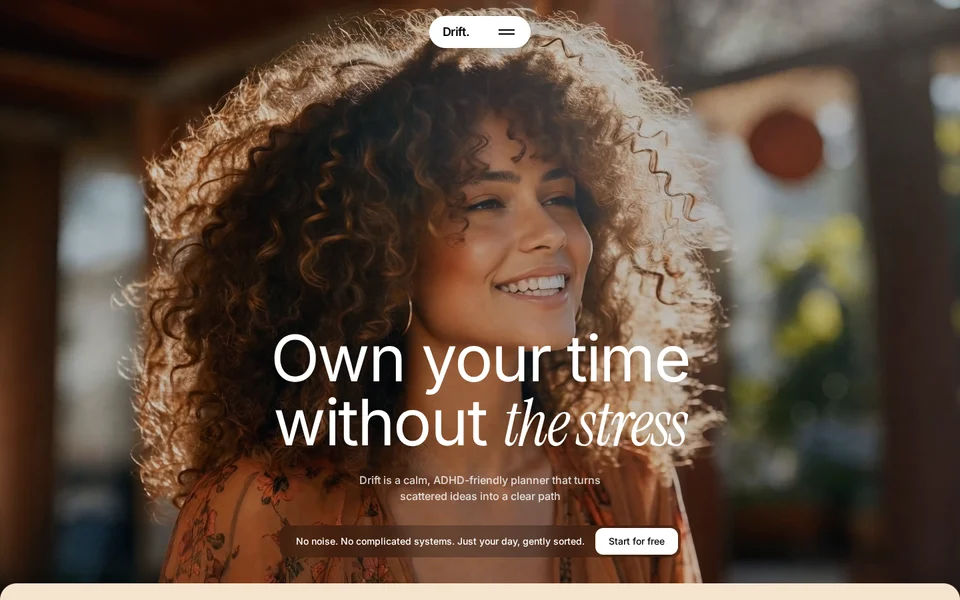 Drift.
Own your time
without the stress
Drift is a calm, ADHD-friendly planner that turns
scattered ideas into a clear path
No noise. No complicated systems. Just your day, gently sorted.
Start for free